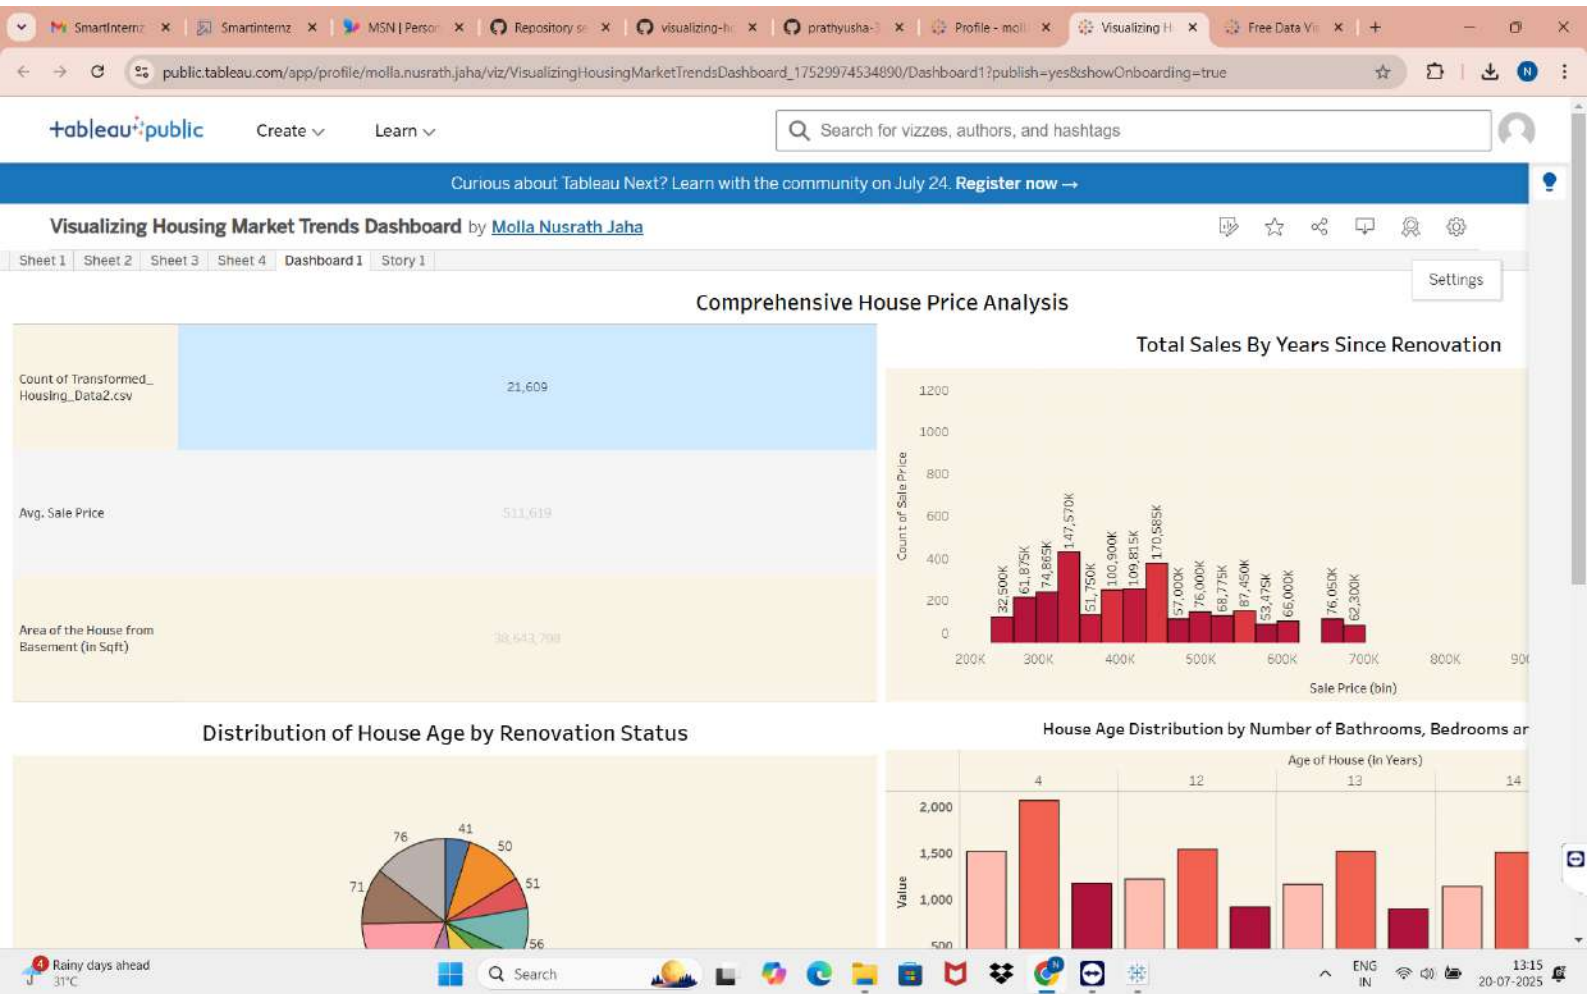 SmartInternz
Smartinternz
MSN | Person
Repository se
visualizing-ho
prathyusha-
Profile - moll
Visualizing H
Free Data Vi
public.tableau.com/app/profile/molla.nusrath.jaha/viz/VisualizingHousingMarketTrendsDashboard_17529974534890/Dashboard1?publish=yes&showOnboarding=true
N
+ableau public
Create
Learn
Search for vizzes, authors, and hashtags
Curious about Tableau Next? Learn with the community on July 24. Register now →
Visualizing Housing Market Trends Dashboard by Molla Nusrath Jaha
Sheet 1 Sheet 2 Sheet 3 Sheet 4 Dashboard 1 Story 1
Settings
Comprehensive House Price Analysis
Count of Transformed_
Housing_Data2.csv
21,609
Avg. Sale Price
511,619
Area of the House from
Basement (in Sqft)
38,643,798
Total Sales By Years Since Renovation
Count of Sale Price
1200
1000
800
600
400
200
0
32,500K
61,875K
74,865K
147,570K
51,750K
100,900K
109,815K
170,585K
57,000K
76,000K
68,775K
87,450K
53,475K
66,000K
76,050K
62,300K
200K 300K 400K 500K 600K 700K 800K 90
Sale Price (bin)
Distribution of House Age by Renovation Status
76
41
50
51
56
71
House Age Distribution by Number of Bathrooms, Bedrooms ar
Age of House (In Years)
4 12 13 14
Value
2,000
1,500
1,000
500
4
Rainy days ahead
31°C
Search
ENG
IN
13:15
20-07-2025